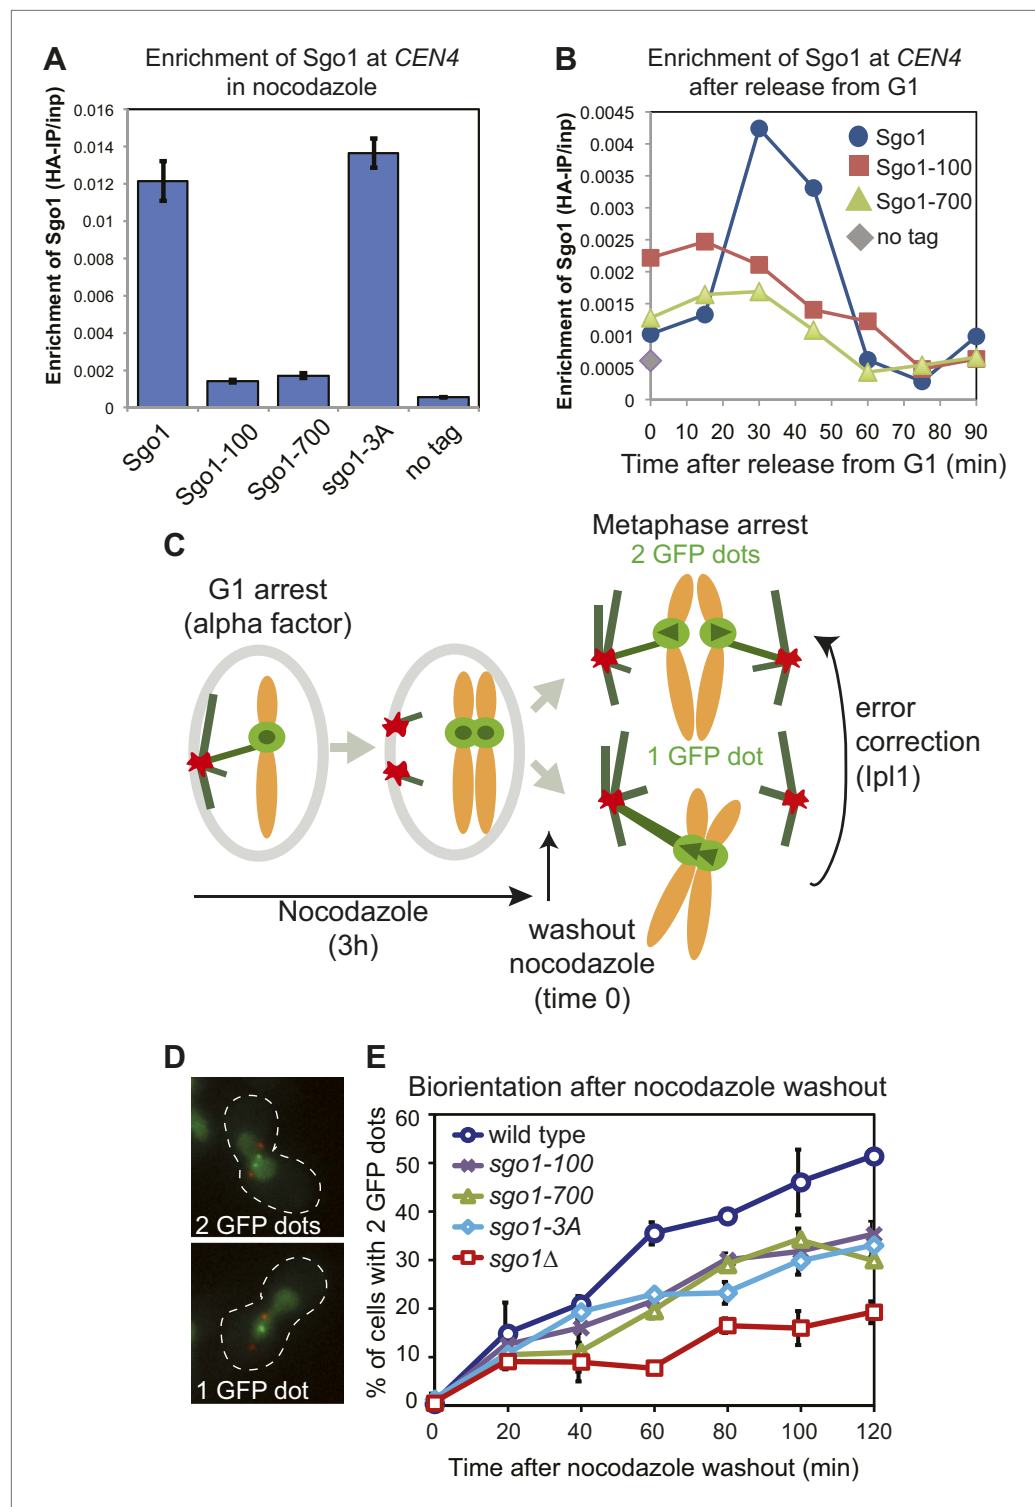 A
Enrichment of Sgo1 at CEN4
in nocodazole
Enrichment of Sgo1 (HA-IP/inp)
0.016
0.014
0.012
0.01
0.008
0.006
0.004
0.002
0
Sgo1
Sgo1-100
Sgo1-700
sgo1-3A
no tag
B
Enrichment of Sgo1 at CEN4
after release from G1
Enrichment of Sgo1 (HA-IP/inp)
0.0045
0.004
0.0035
0.003
0.0025
0.002
0.0015
0.001
0.0005
0
Sgo1
Sgo1-100
Sgo1-700
no tag
0 10 20 30 40 50 60 70 80 90
Time after release from G1 (min)
C
G1 arrest
(alpha factor)
Metaphase arrest
2 GFP dots
1 GFP dot
error
correction
(Ipl1)
Nocodazole
(3h)
washout
nocodazole
(time 0)
D
2 GFP dots
1 GFP dot
E
Biorientation after nocodazole washout
% of cells with 2 GFP dots
60
50
40
30
20
10
0
wild type
sgo1-100
sgo1-700
sgo1-3A
sgo1Δ
0 20 40 60 80 100 120
Time after nocodazole washout (min)